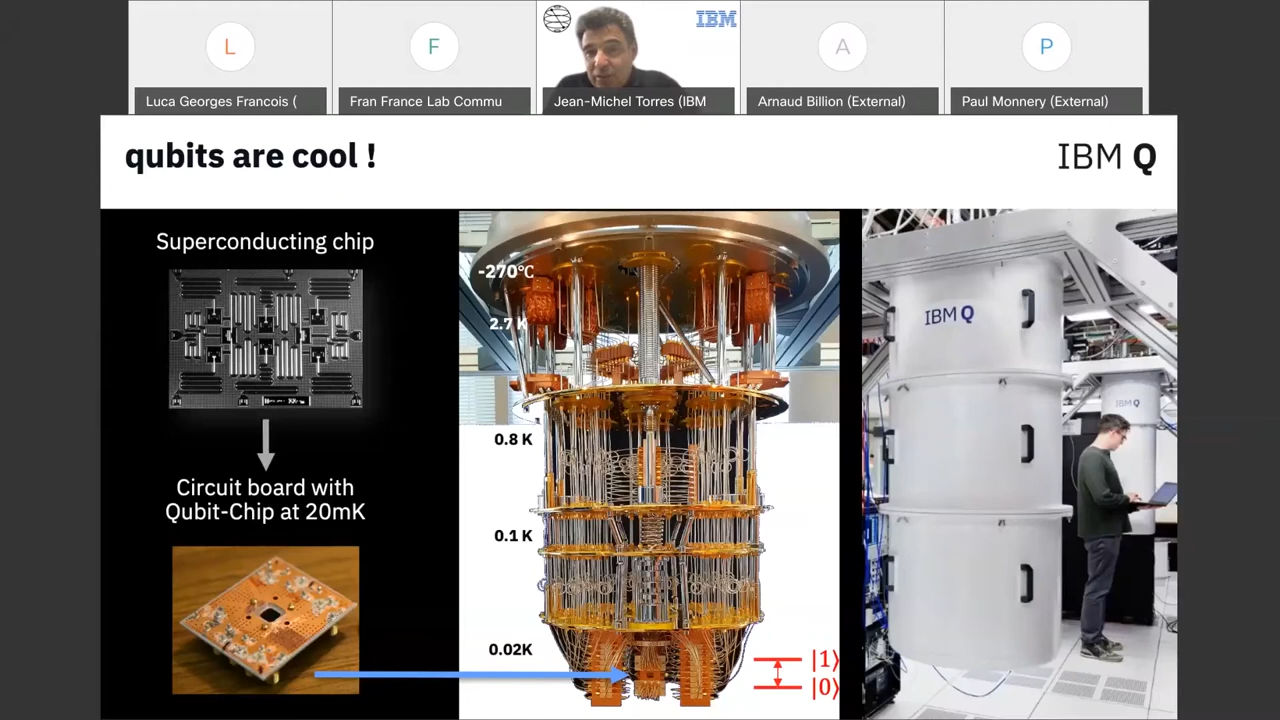 L
F
IBM
A
P
Luca Georges Francois (
Fran France Lab Commu
Jean-Michel Torres (IBM
Arnaud Billion (External)
Paul Monnery (External)
qubits are cool !
IBM Q
Superconducting chip
-270°C
2.7 K
0.8 K
Circuit board with
Qubit-Chip at 20mK
0.1 K
0.02K
|1⟩
|0⟩
IBM Q
IBM Q